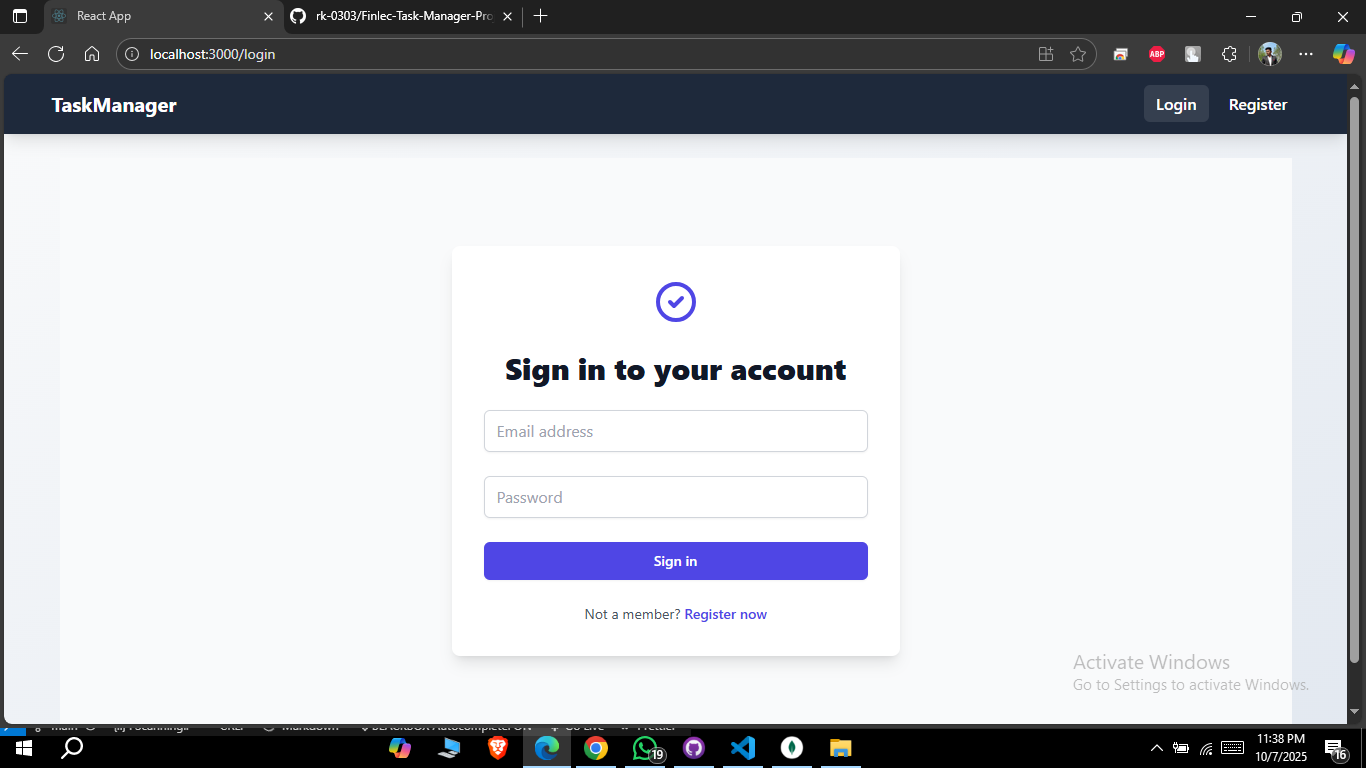 React App
rk-0303/Finlec-Task-Manager-Pro
localhost:3000/login
ABP
TaskManager
Login
Register
Sign in to your account
Email address
Password
Sign in
Not a member? Register now
Activate Windows
Go to Settings to activate Windows.
19
11:38 PM
10/7/2025
16